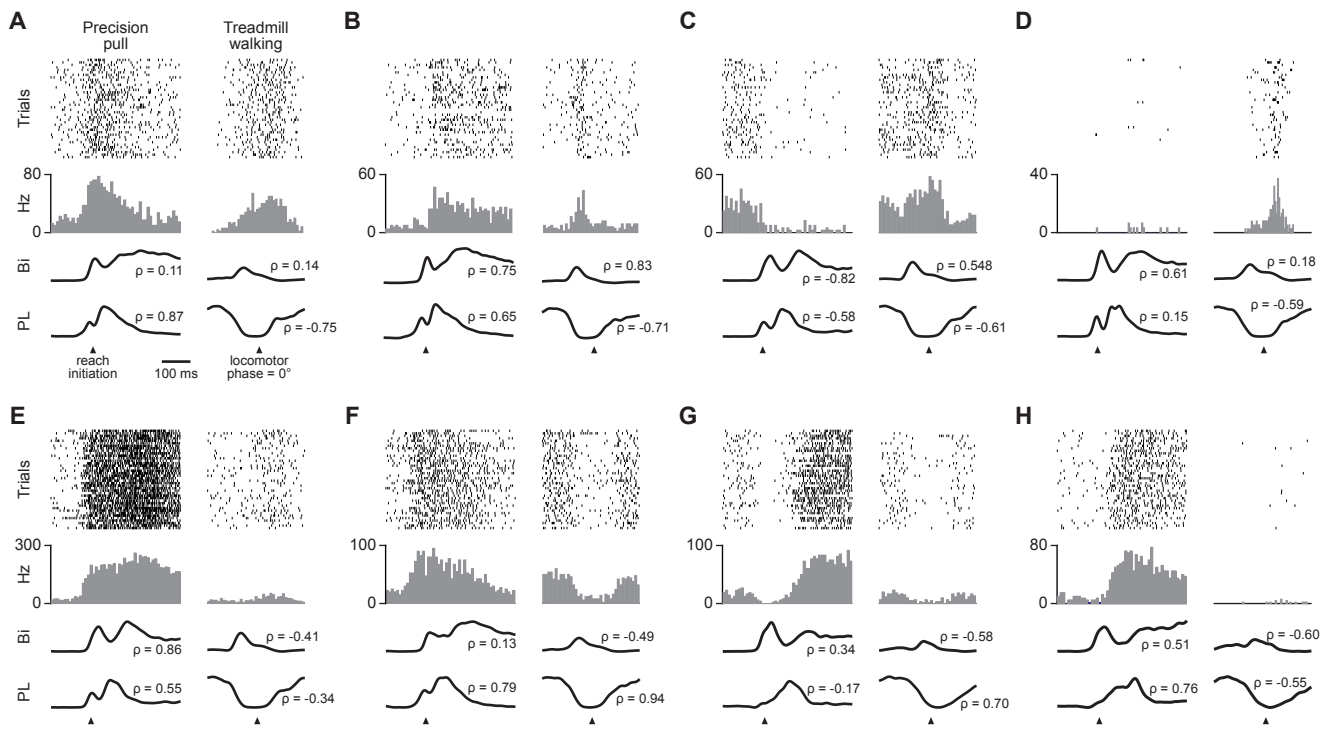 A
Precision
pull
Treadmill
walking
B
C
D
Trials
80
0
Hz
60
0
60
0
40
0
Bi
ρ = 0.11
ρ = 0.14
ρ = 0.75
ρ = 0.83
ρ = -0.82
ρ = 0.548
ρ = 0.61
ρ = 0.18
PL
ρ = 0.87
ρ = -0.75
ρ = 0.65
ρ = -0.71
ρ = -0.58
ρ = -0.61
ρ = 0.15
ρ = -0.59
reach
initiation
100 ms
locomotor
phase = 0°
E
F
G
H
Trials
300
0
Hz
100
0
100
0
80
0
Bi
ρ = 0.86
ρ = -0.41
ρ = 0.13
ρ = -0.49
ρ = 0.34
ρ = -0.58
ρ = 0.51
ρ = -0.60
PL
ρ = 0.55
ρ = -0.34
ρ = 0.79
ρ = 0.94
ρ = -0.17
ρ = 0.70
ρ = 0.76
ρ = -0.55